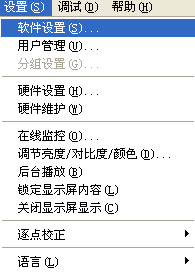 设置(S) 调试(D) 帮助(H)
软件设置(S)...
用户管理(U)...
分组设置(G)...
硬件设置(H)...
硬件维护(W)
在线监控(O)...
调节亮度/对比度/颜色(D)...
后台播放(B)
锁定显示屏内容(L)
关闭显示屏显示(C)
逐点校正
语言(L)